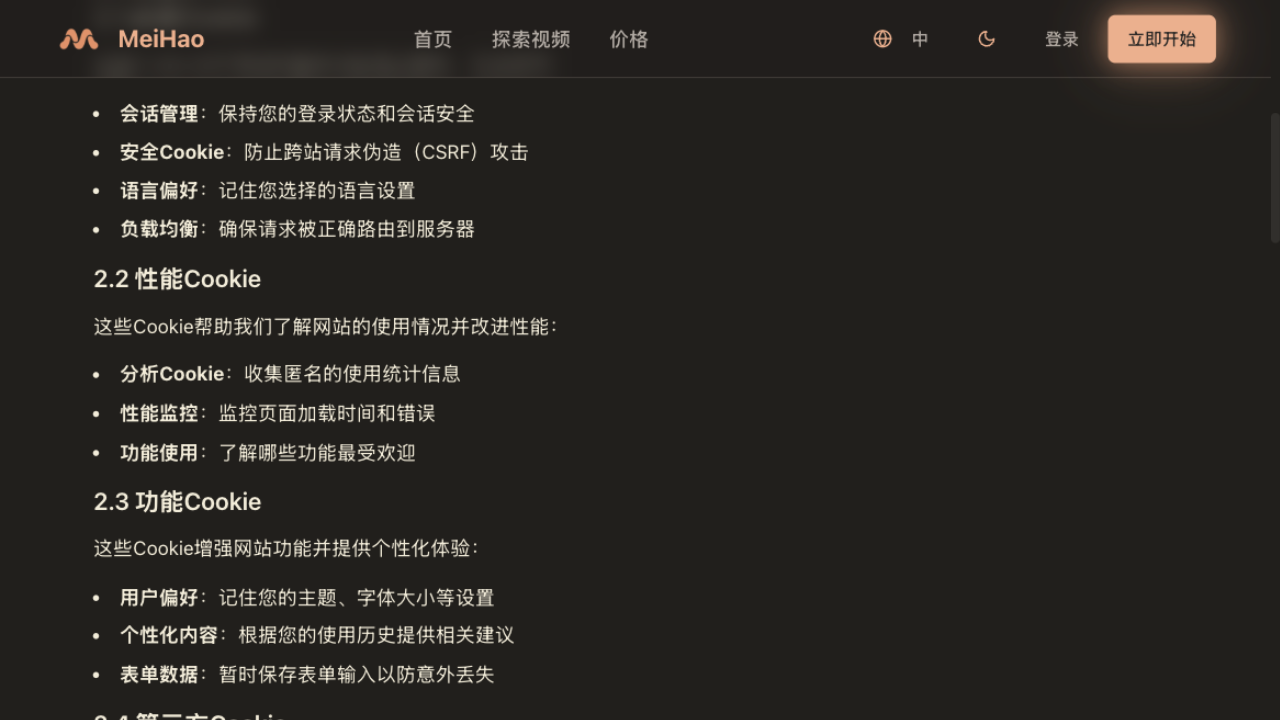 MeiHao
首页
探索视频
价格
中
登录
立即开始
• 会话管理：保持您的登录状态和会话安全
• 安全Cookie：防止跨站请求伪造（CSRF）攻击
• 语言偏好：记住您选择的语言设置
• 负载均衡：确保请求被正确路由到服务器
2.2 性能Cookie
这些Cookie帮助我们了解网站的使用情况并改进性能：
• 分析Cookie：收集匿名的使用统计信息
• 性能监控：监控页面加载时间和错误
• 功能使用：了解哪些功能最受欢迎
2.3 功能Cookie
这些Cookie增强网站功能并提供个性化体验：
• 用户偏好：记住您的主题、字体大小等设置
• 个性化内容：根据您的使用历史提供相关建议
• 表单数据：暂时保存表单输入以防意外丢失
2.4 第三方Cookie